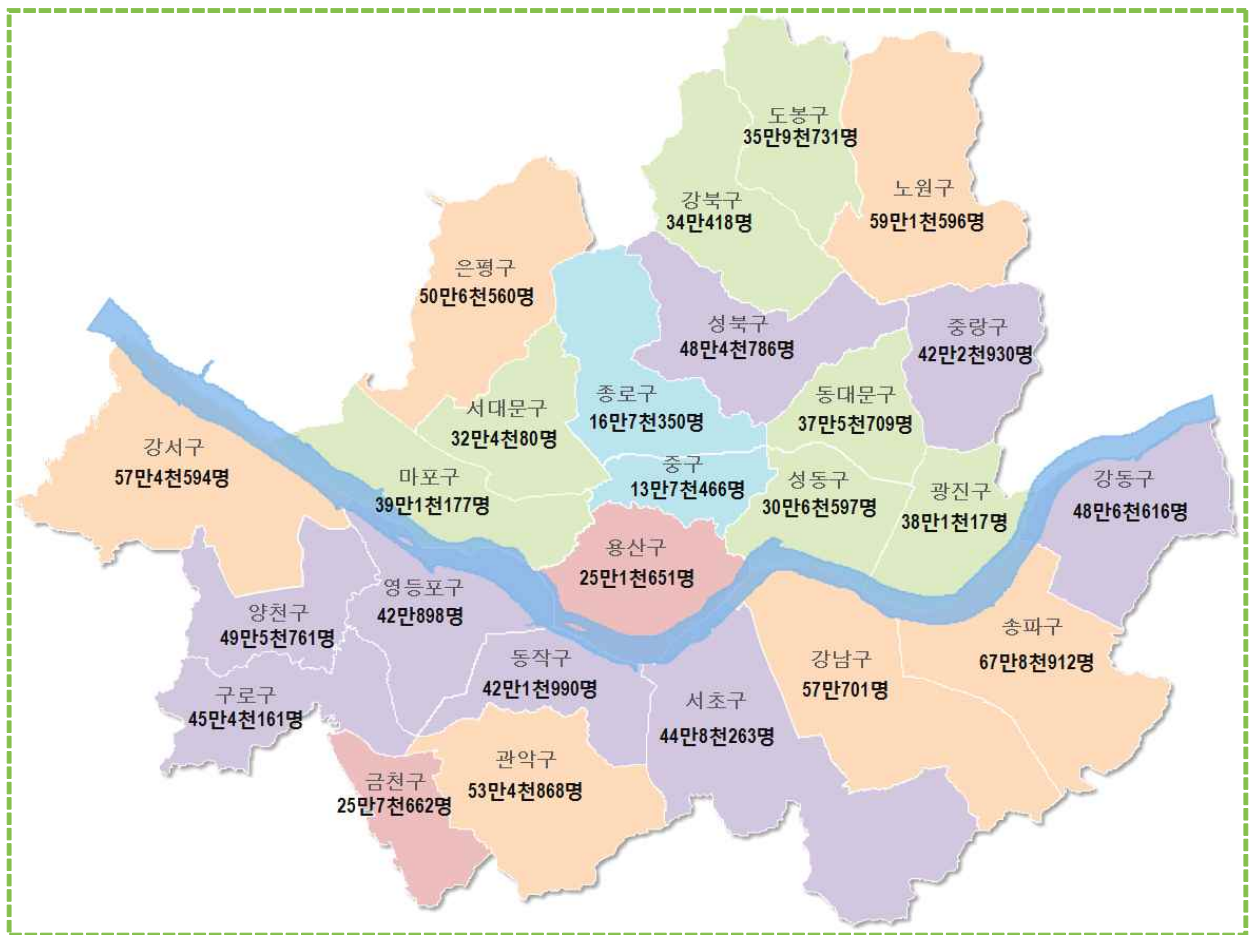 도봉구
35만9천731명
노원구
59만1천596명
강북구
34만418명
은평구
50만6천560명
성북구
48만4천786명
중랑구
42만2천930명
종로구
16만7천350명
동대문구
37만5천709명
서대문구
32만4천80명
강서구
57만4천594명
마포구
39만1천177명
중구
13만7천466명
성동구
30만6천597명
광진구
38만1천17명
강동구
48만6천616명
용산구
25만1천651명
영등포구
42만898명
양천구
49만5천761명
송파구
67만8천912명
동작구
42만1천990명
강남구
57만701명
구로구
45만4천161명
서초구
44만8천263명
관악구
53만4천868명
금천구
25만7천662명